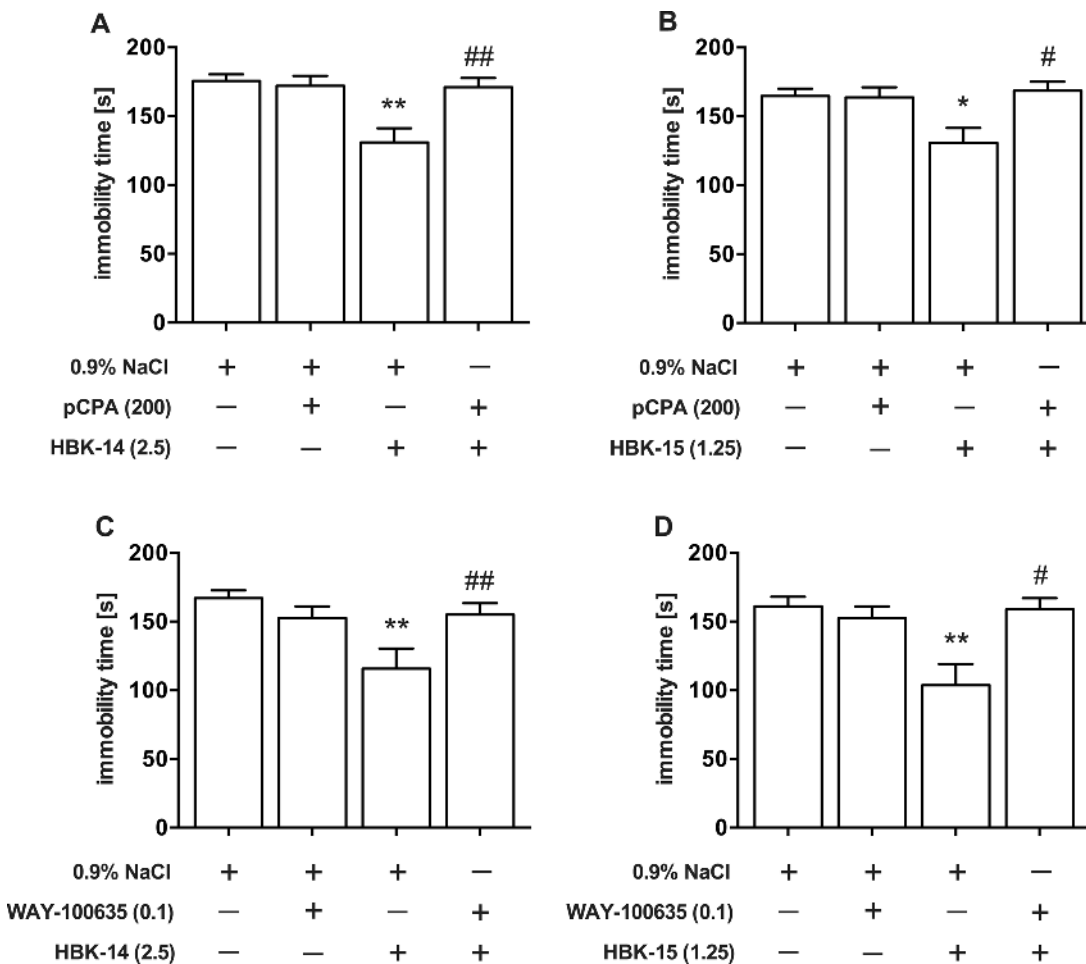 A
immobility time [s]
200
150
100
50
0
** ##
0.9% NaCl + + + —
pCPA (200) — + — +
HBK-14 (2.5) — — + +
B
immobility time [s]
200
150
100
50
0
* #
0.9% NaCl + + + —
pCPA (200) — + — +
HBK-15 (1.25) — — + +
C
immobility time [s]
200
150
100
50
0
** ##
0.9% NaCl + + + —
WAY-100635 (0.1) — + — +
HBK-14 (2.5) — — + +
D
immobility time [s]
200
150
100
50
0
** #
0.9% NaCl + + + —
WAY-100635 (0.1) — + — +
HBK-15 (1.25) — — + +